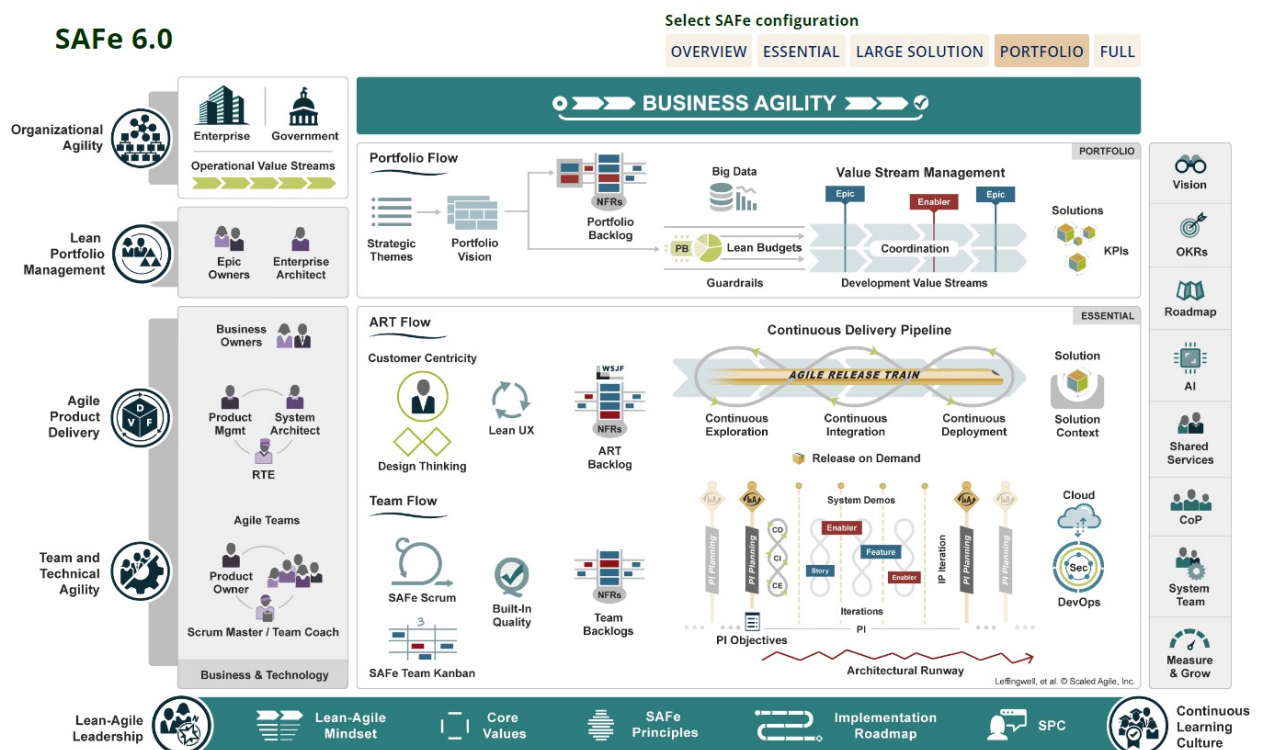 SAFe 6.0
Select SAFe configuration
OVERVIEW
ESSENTIAL
LARGE SOLUTION
PORTFOLIO
FULL
Organizational
Agility
Enterprise
Government
Operational Value Streams
BUSINESS AGILITY
Lean
Portfolio
Management
Epic
Owners
Enterprise
Architect
PORTFOLIO
Portfolio Flow
Strategic
Themes
Portfolio
Vision
NFRs
Portfolio
Backlog
Big Data
PB
Lean Budgets
Guardrails
Value Stream Management
Epic
Enabler
Epic
Coordination
Development Value Streams
Solutions
KPIs
Agile
Product
Delivery
D
V
F
Business
Owners
Product
Mgmt
System
Architect
RTE
Team and
Technical
Agility
Agile Teams
Product
Owner
Scrum Master / Team Coach
Business & Technology
ESSENTIAL
ART Flow
Customer Centricity
Design Thinking
Lean UX
WSJF
NFRs
ART
Backlog
Continuous Delivery Pipeline
AGILE RELEASE TRAIN
Continuous
Exploration
Continuous
Integration
Continuous
Deployment
Release on Demand
Solution
Solution
Context
Team Flow
SAFe Scrum
3
SAFe Team Kanban
Built-In
Quality
NFRs
Team
Backlogs
PI Planning
PI Planning
CD
CI
CE
System Demos
Enabler
Story
Feature
Enabler
IP Iteration
PI Planning
PI Planning
Iterations
PI
PI Objectives
Architectural Runway
Cloud
Sec
DevOps
Leffingwell, et al. © Scaled Agile, Inc.
Vision
OKRs
Roadmap
AI
Shared
Services
CoP
System
Team
Measure
& Grow
Lean-Agile
Leadership
Lean-Agile
Mindset
Core
Values
SAFe
Principles
Implementation
Roadmap
SPC
Continuous
Learning
Culture